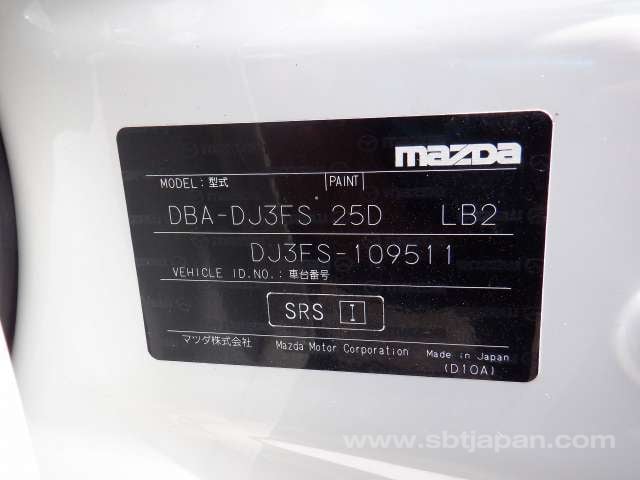 mazda
MODEL : 型式 PAINT
DBA-DJ3FS 25D LB2
DJ3FS-109511
VEHICLE ID.NO. : 車台番号
SRS I
マツダ株式会社 Mazda Motor Corporation Made in Japan
(D10A)
www.sbtjapan.com